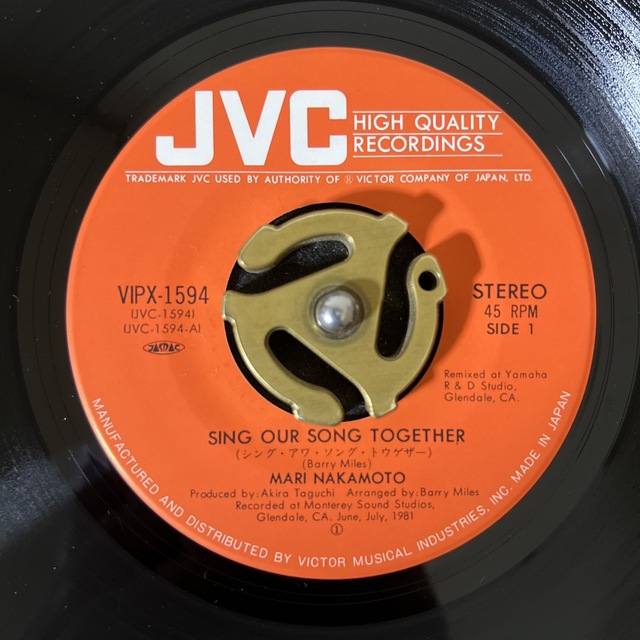 JVC
HIGH QUALITY
RECORDINGS
TRADEMARK JVC USED BY AUTHORITY OF ® VICTOR COMPANY OF JAPAN, LTD.
VIPX-1594
(JVC-1594)
(JVC-1594-A)
JASRAC
STEREO
45 RPM
SIDE 1
Remixed at Yamaha
R & D Studio,
Glendale, CA.
SING OUR SONG TOGETHER
(シング・アワ・ソング・トゥゲザー)
(Barry Miles)
MARI NAKAMOTO
Produced by: Akira Taguchi Arranged by: Barry Miles
Recorded at Monterey Sound Studios,
Glendale, CA. June, July, 1981
①
MANUFACTURED AND DISTRIBUTED BY VICTOR MUSICAL INDUSTRIES, INC. MADE IN JAPAN